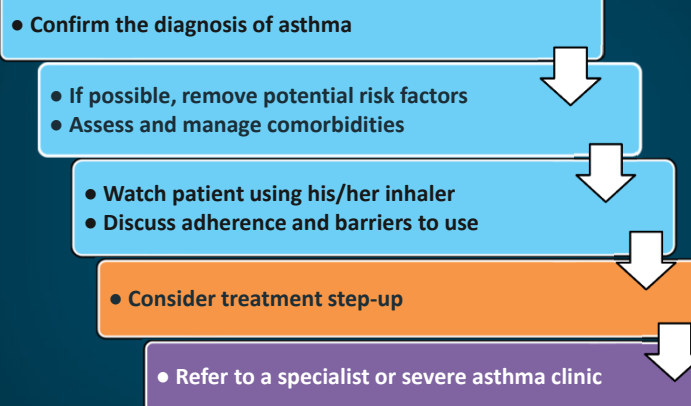 ● Confirm the diagnosis of asthma
● If possible, remove potential risk factors
● Assess and manage comorbidities
● Watch patient using his/her inhaler
● Discuss adherence and barriers to use
● Consider treatment step-up
● Refer to a specialist or severe asthma clinic